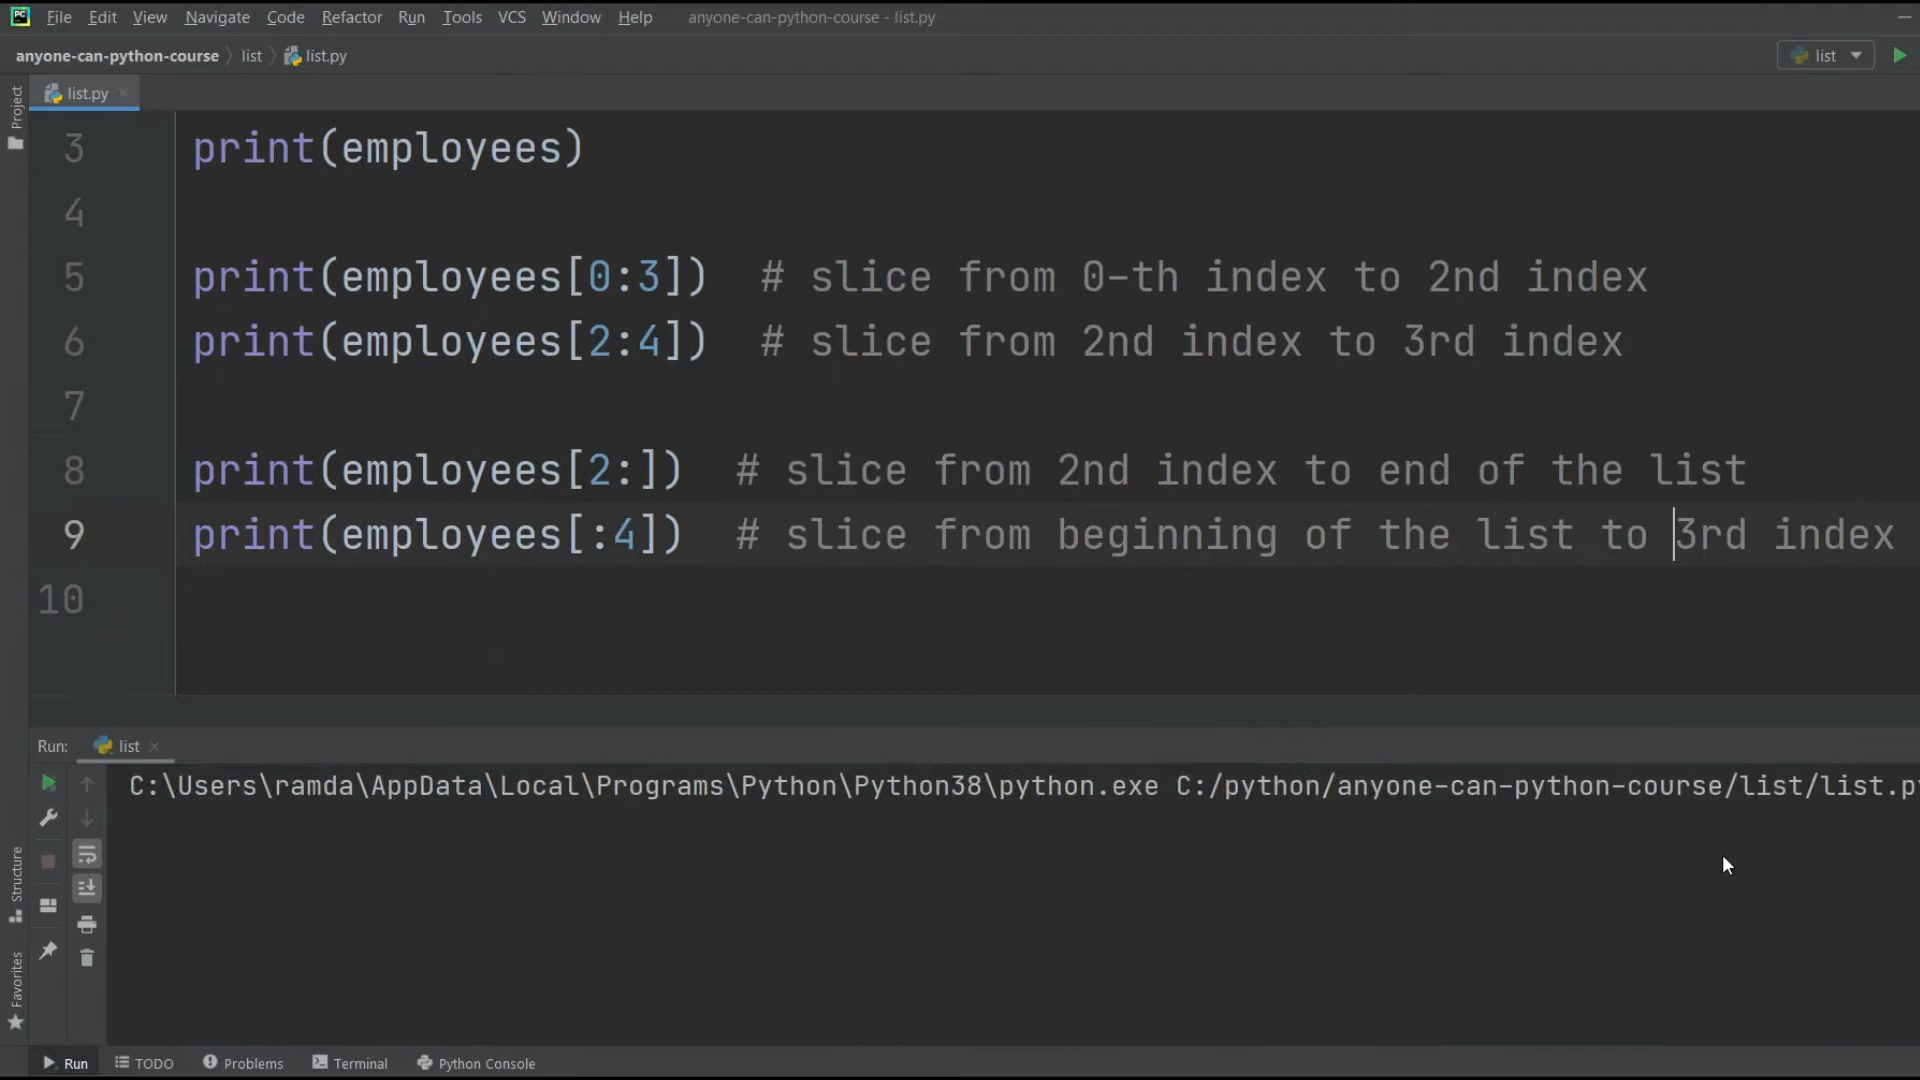 PC File Edit View Navigate Code Refactor Run Tools VCS Window Help anyone-can-python-course - list.py
anyone-can-python-course list list.py list
Project
list.py
3 print(employees)
4
5 print(employees[0:3])  # slice from 0-th index to 2nd index
6 print(employees[2:4])  # slice from 2nd index to 3rd index
7
8 print(employees[2:])  # slice from 2nd index to end of the list
9 print(employees[:4])  # slice from beginning of the list to 3rd index
10
Run: list
C:\Users\ramda\AppData\Local\Programs\Python\Python38\python.exe C:/python/anyone-can-python-course/list/list.py
Structure
Favorites
Run TODO Problems Terminal Python Console